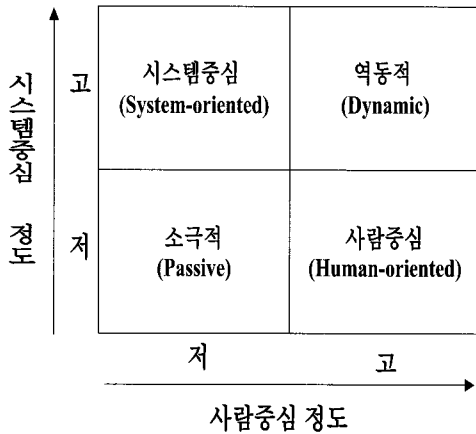 시스템중심 정도
고
시스템중심
(System-oriented)
역동적
(Dynamic)
저
소극적
(Passive)
사람중심
(Human-oriented)
저
고
사람중심 정도